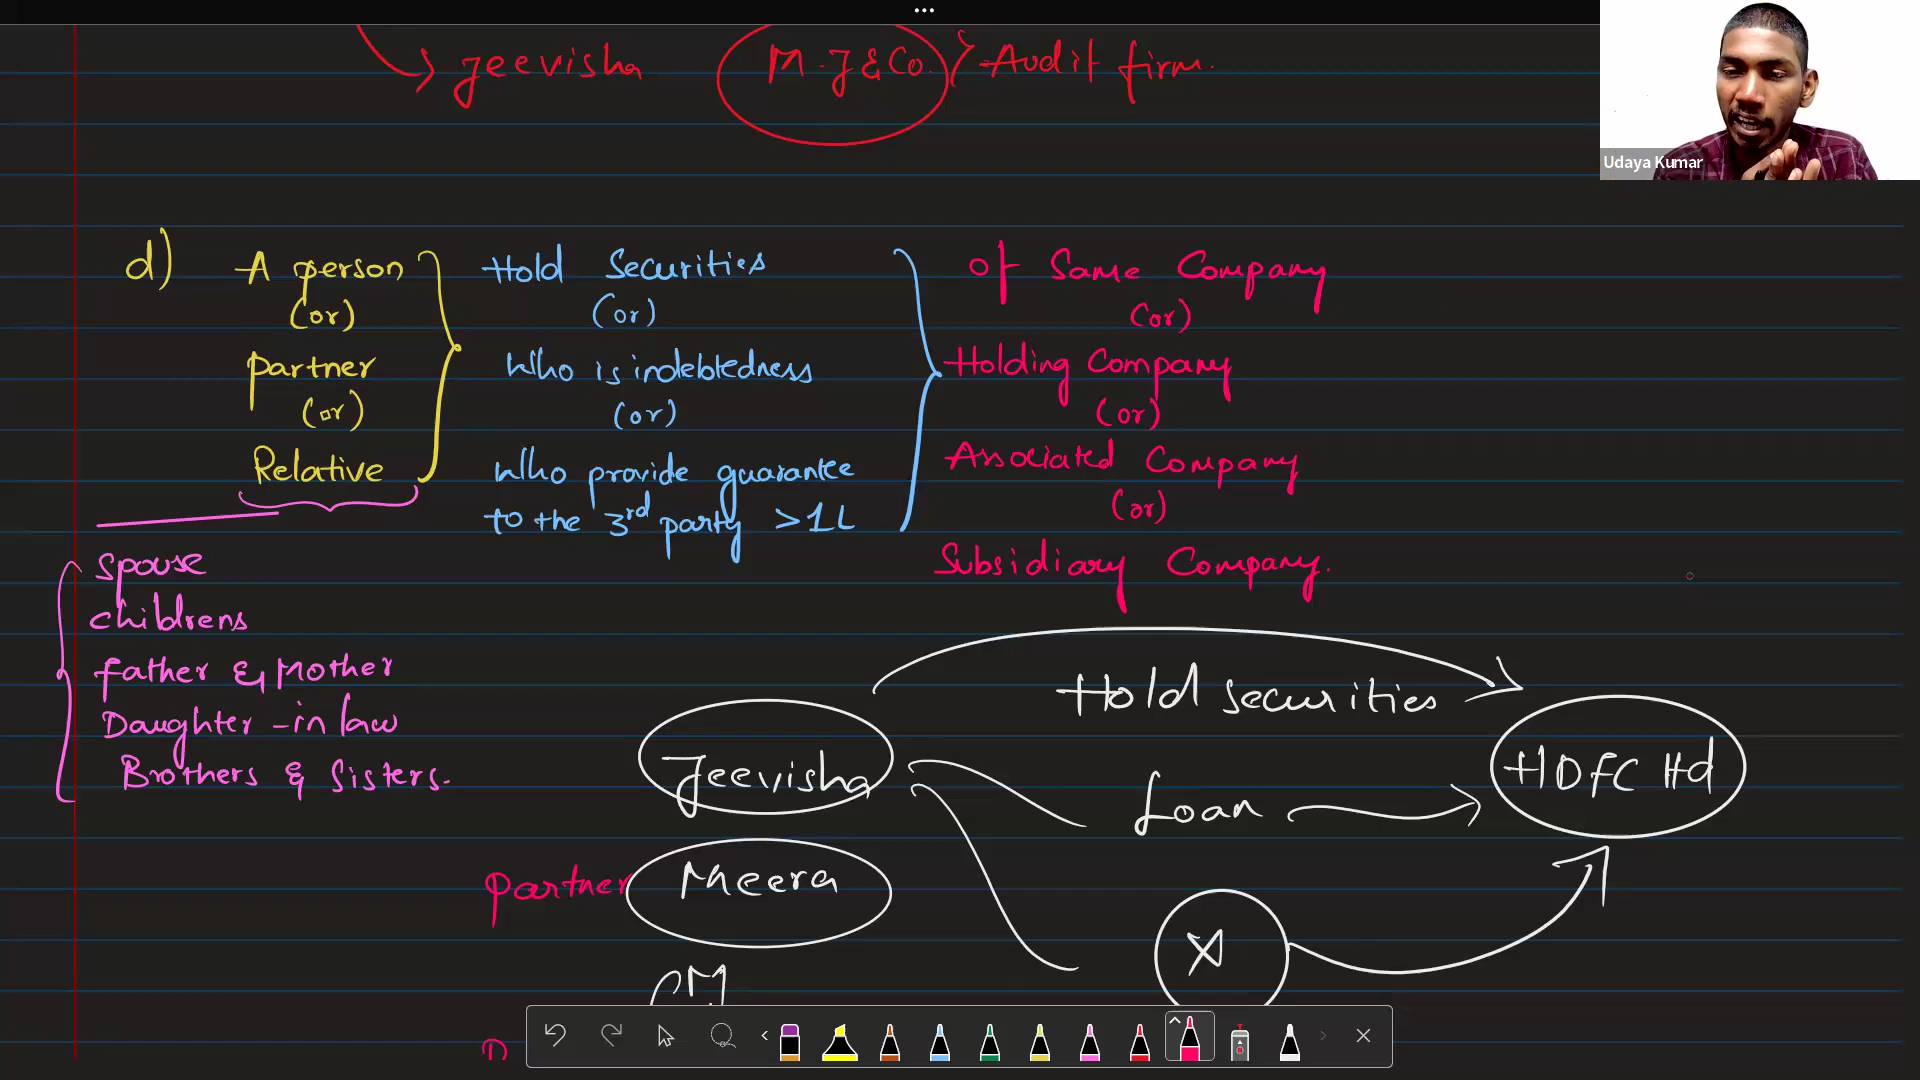 Jeevisha M.J & Co. Audit firm.
Udaya Kumar
d) A person Hold Securities of Same Company
(or) (or) (or)
partner Who is indebtedness Holding Company
(or) (or) (or)
Relative Who provide guarantee Associated Company
to the 3rd party >1L (or)
Subsidiary Company.
Spouse
childrens
father & Mother
Daughter -in law
Brothers & Sisters.
Hold securities
Jeevisha HDFC ltd
Loan
partner Meera
X